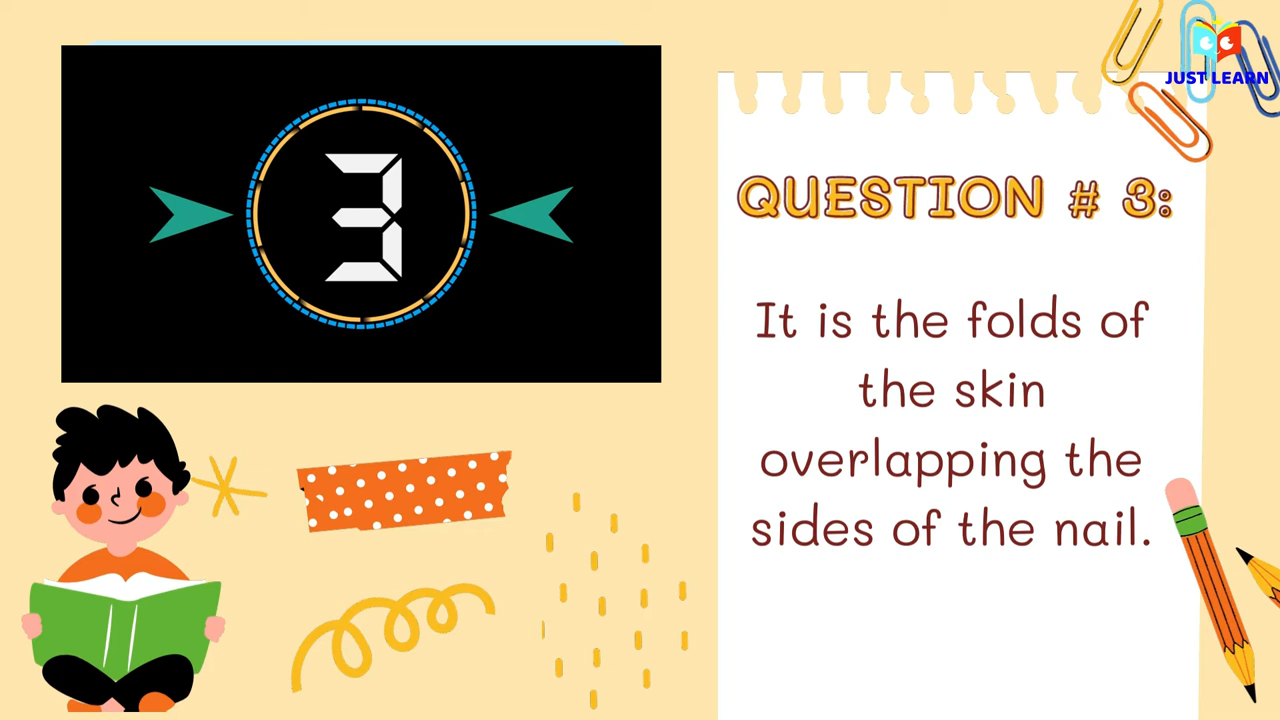 3
JUST LEARN
QUESTION # 3:
It is the folds of
the skin
overlapping the
sides of the nail.